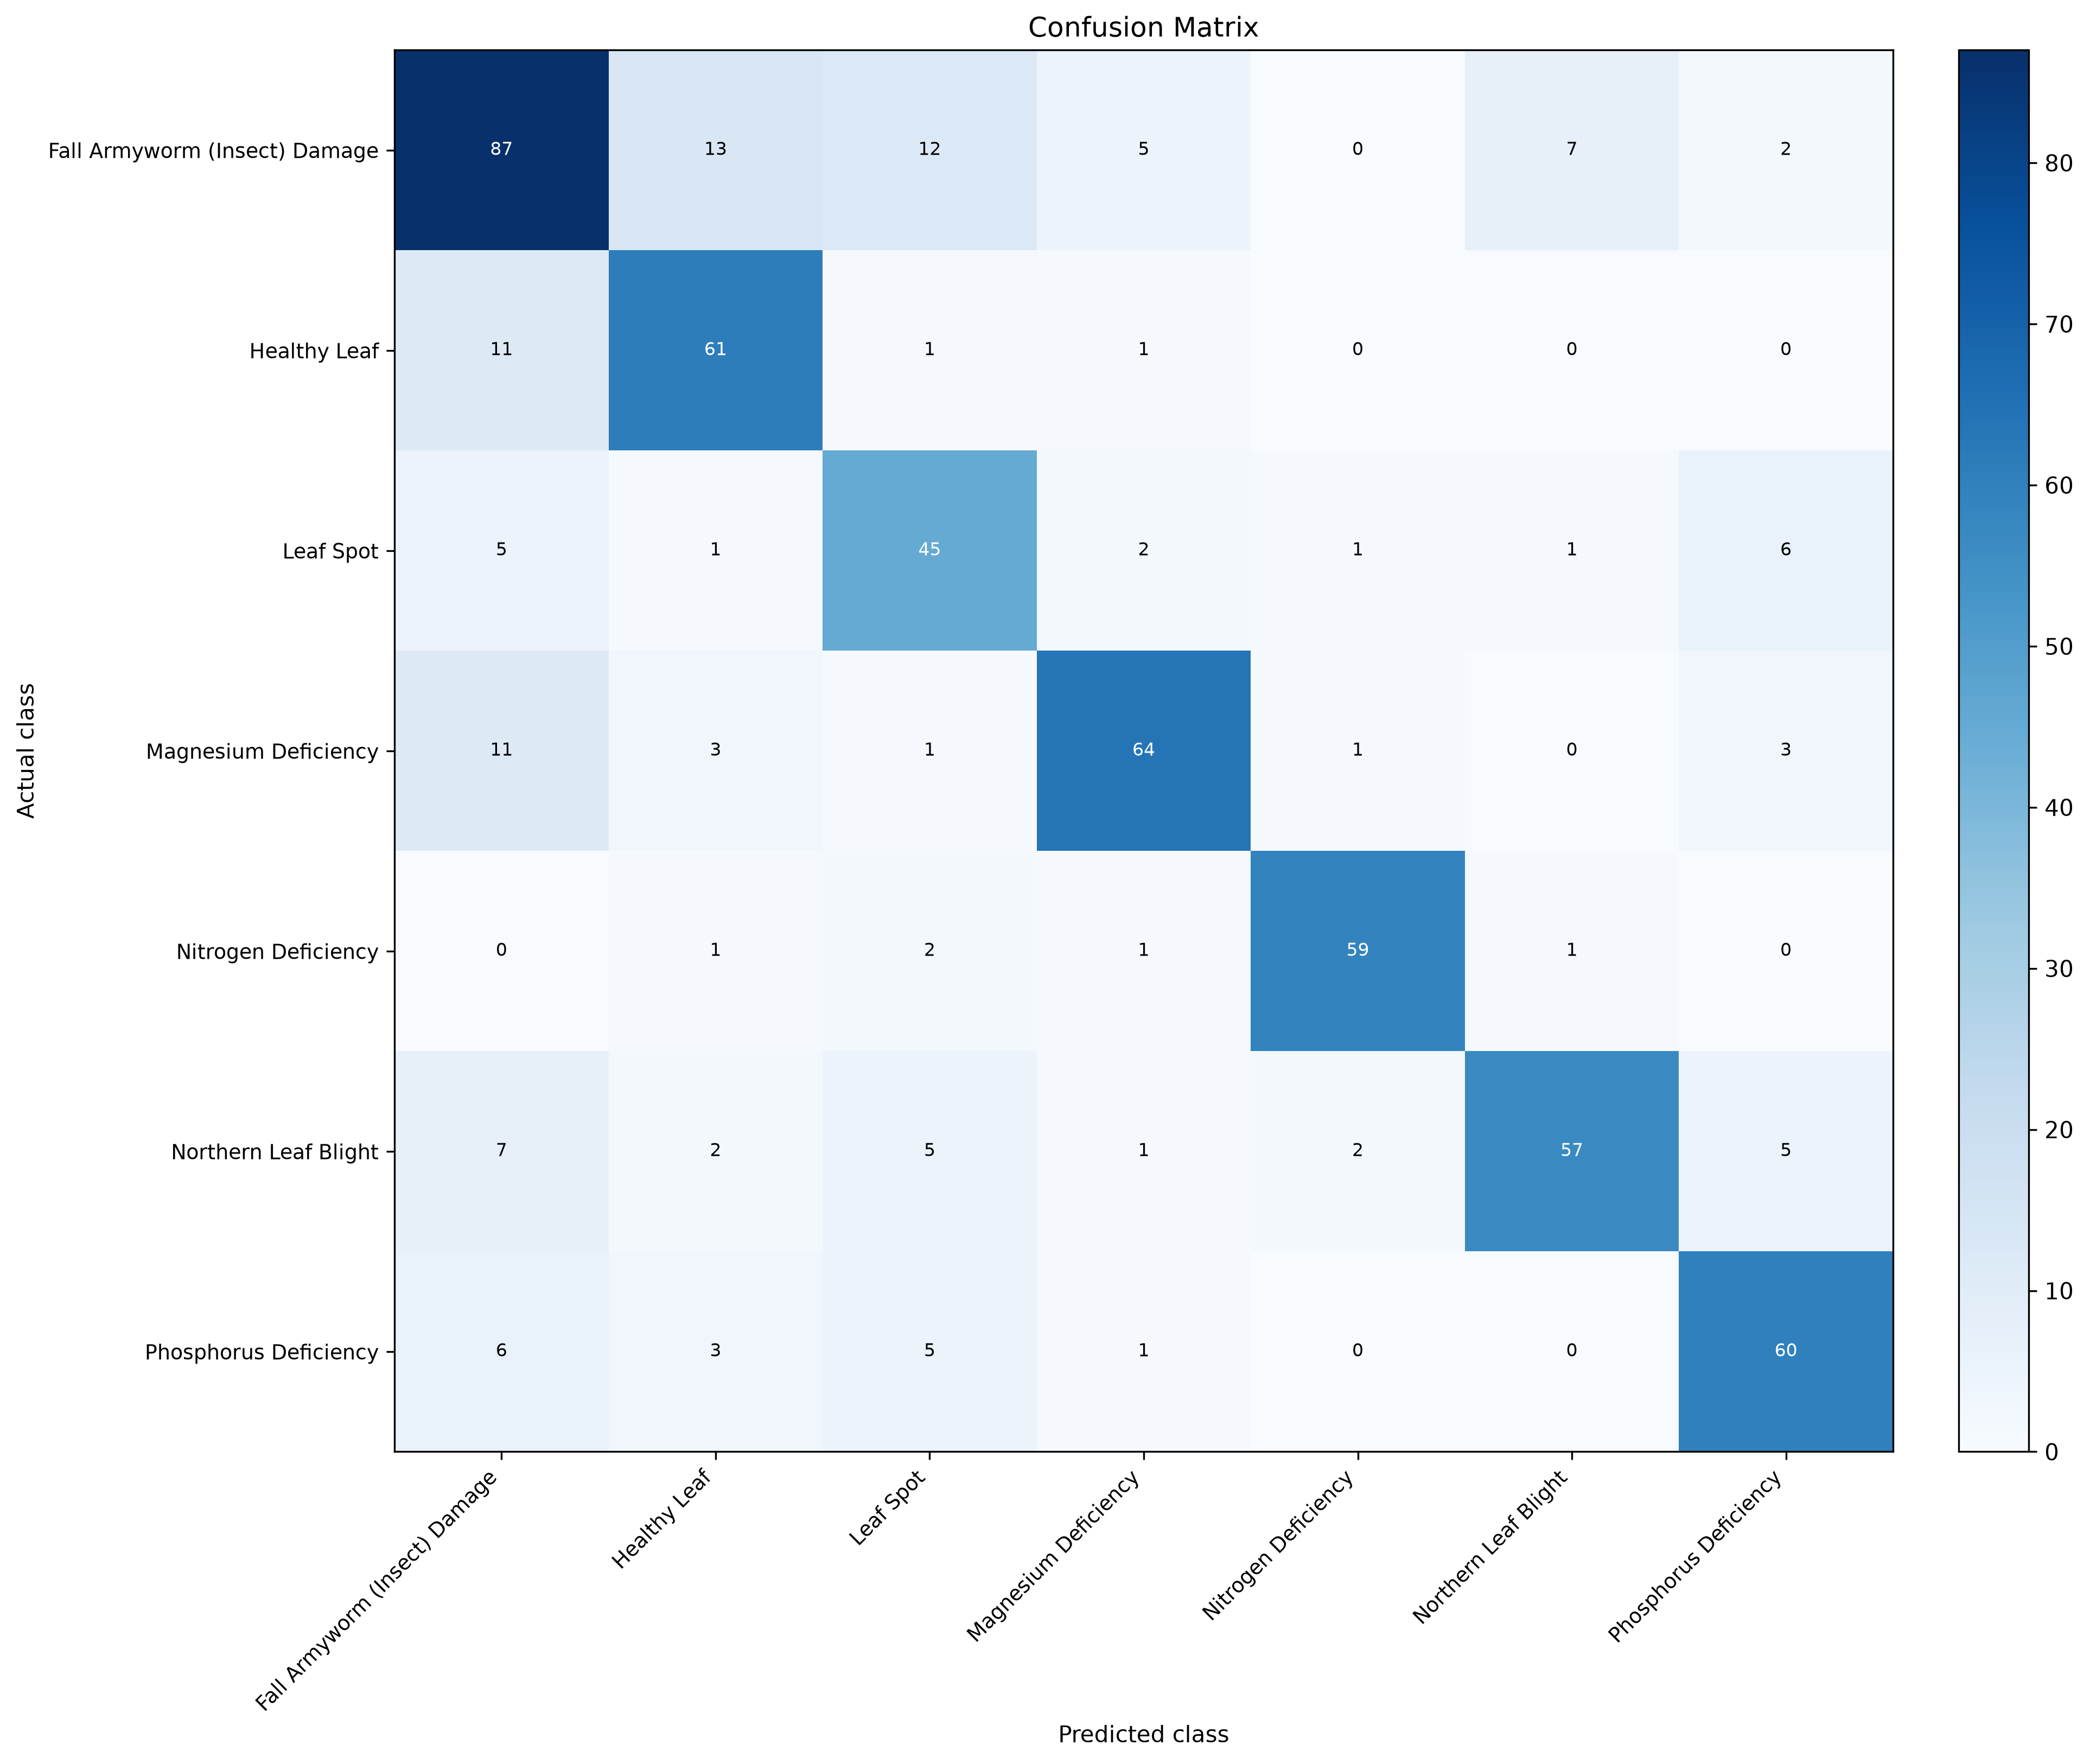 Confusion Matrix
Fall Armyworm (Insect) Damage 87 13 12 5 0 7 2
Healthy Leaf 11 61 1 1 0 0 0
Leaf Spot 5 1 45 2 1 1 6
Magnesium Deficiency 11 3 1 64 1 0 3
Nitrogen Deficiency 0 1 2 1 59 1 0
Northern Leaf Blight 7 2 5 1 2 57 5
Phosphorus Deficiency 6 3 5 1 0 0 60
Actual class
Fall Armyworm (Insect) Damage
Healthy Leaf
Leaf Spot
Magnesium Deficiency
Nitrogen Deficiency
Northern Leaf Blight
Phosphorus Deficiency
Predicted class
80
70
60
50
40
30
20
10
0